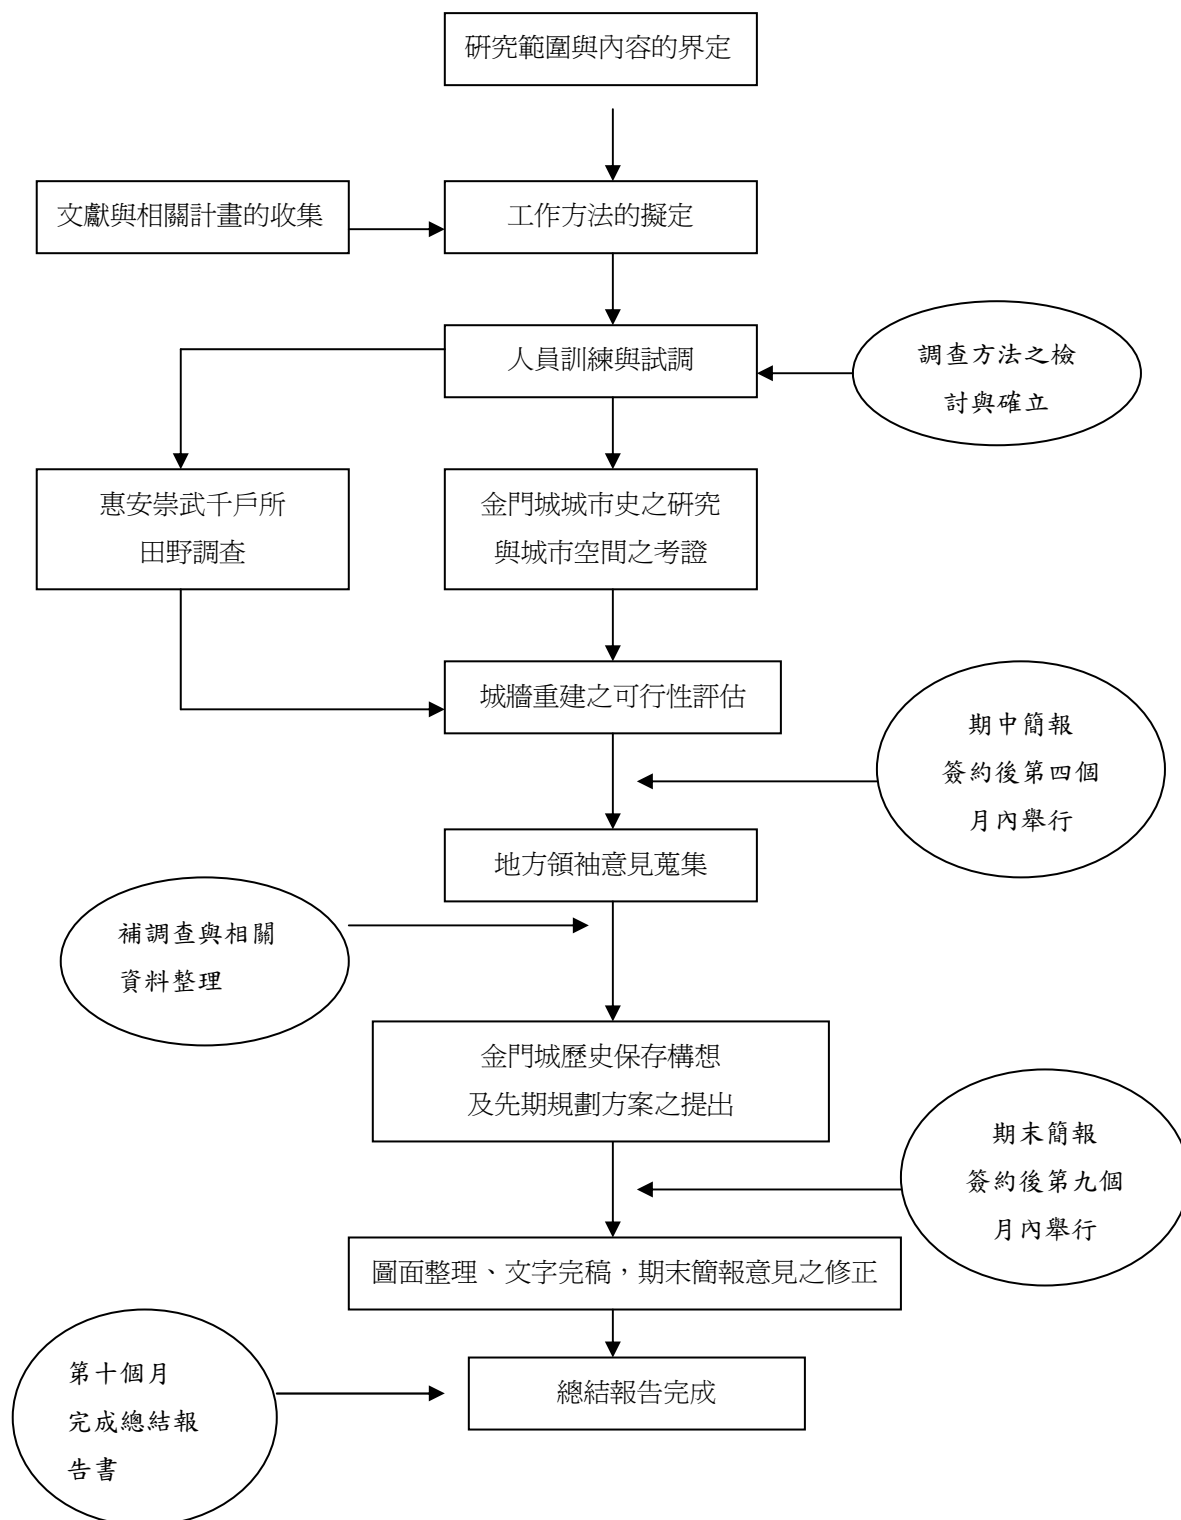 研究範圍與內容的界定
文獻與相關計畫的收集
工作方法的擬定
人員訓練與試調
調查方法之檢
討與確立
惠安崇武千戶所
田野調查
金門城城市史之研究
與城市空間之考證
城牆重建之可行性評估
期中簡報
簽約後第四個
月內舉行
地方領袖意見蒐集
補調查與相關
資料整理
金門城歷史保存構想
及先期規劃方案之提出
期末簡報
簽約後第九個
月內舉行
圖面整理、文字完稿，期末簡報意見之修正
第十個月
完成總結報
告書
總結報告完成